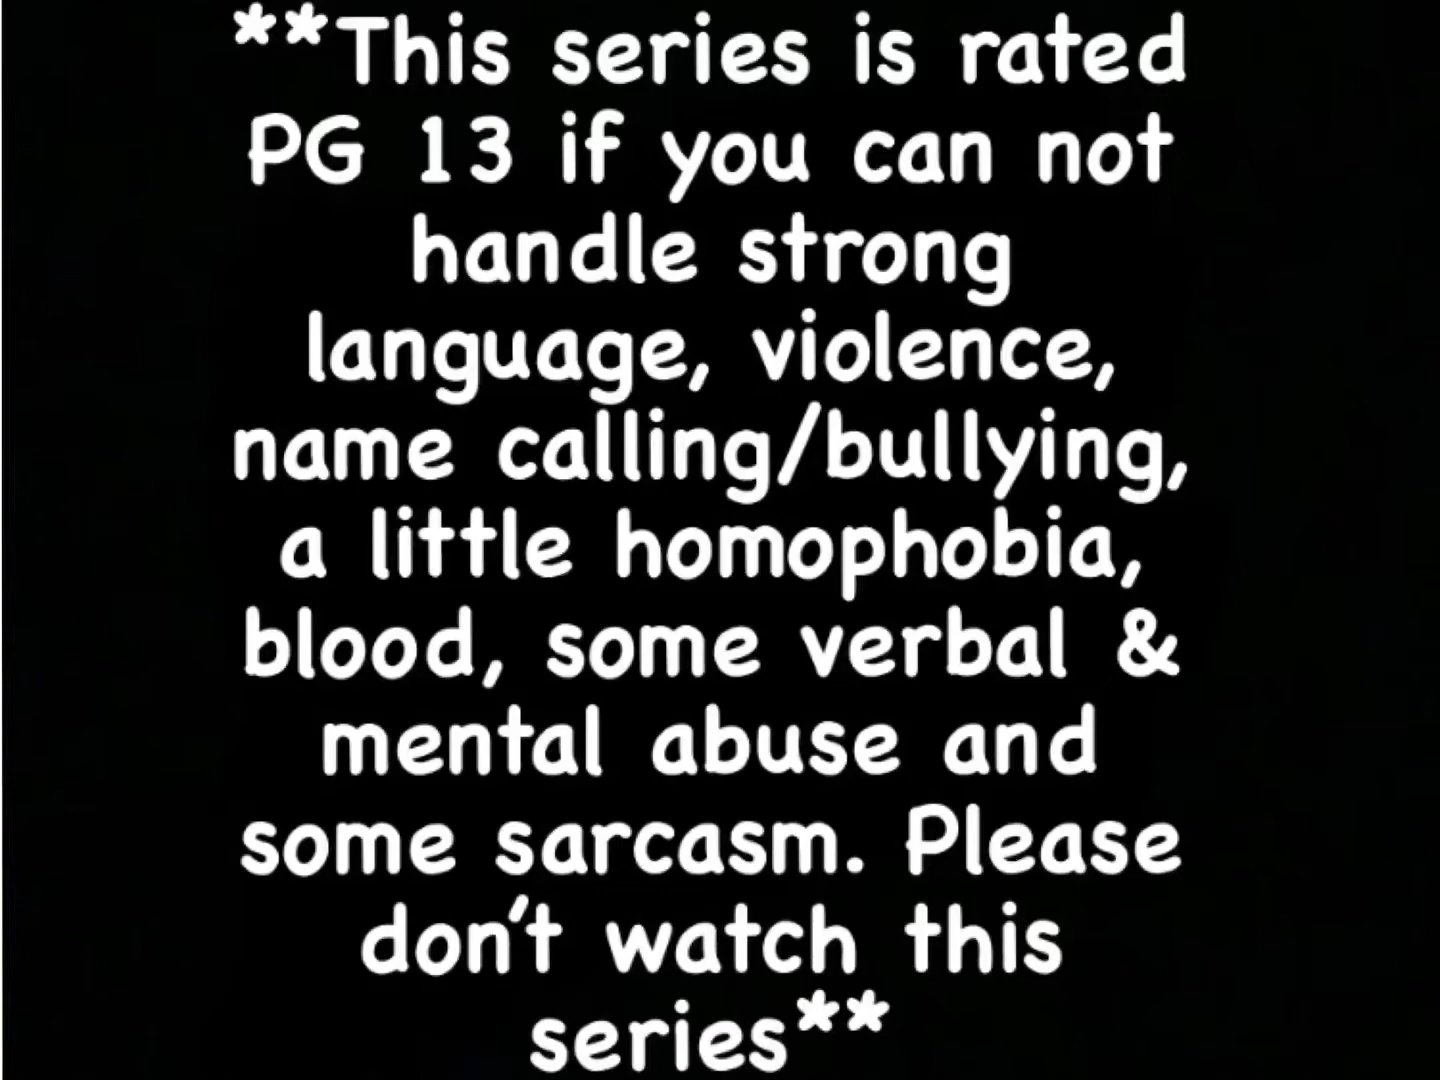 **This series is rated
PG 13 if you can not
handle strong
language, violence,
name calling/bullying,
a little homophobia,
blood, some verbal &
mental abuse and
some sarcasm. Please
don't watch this
series**